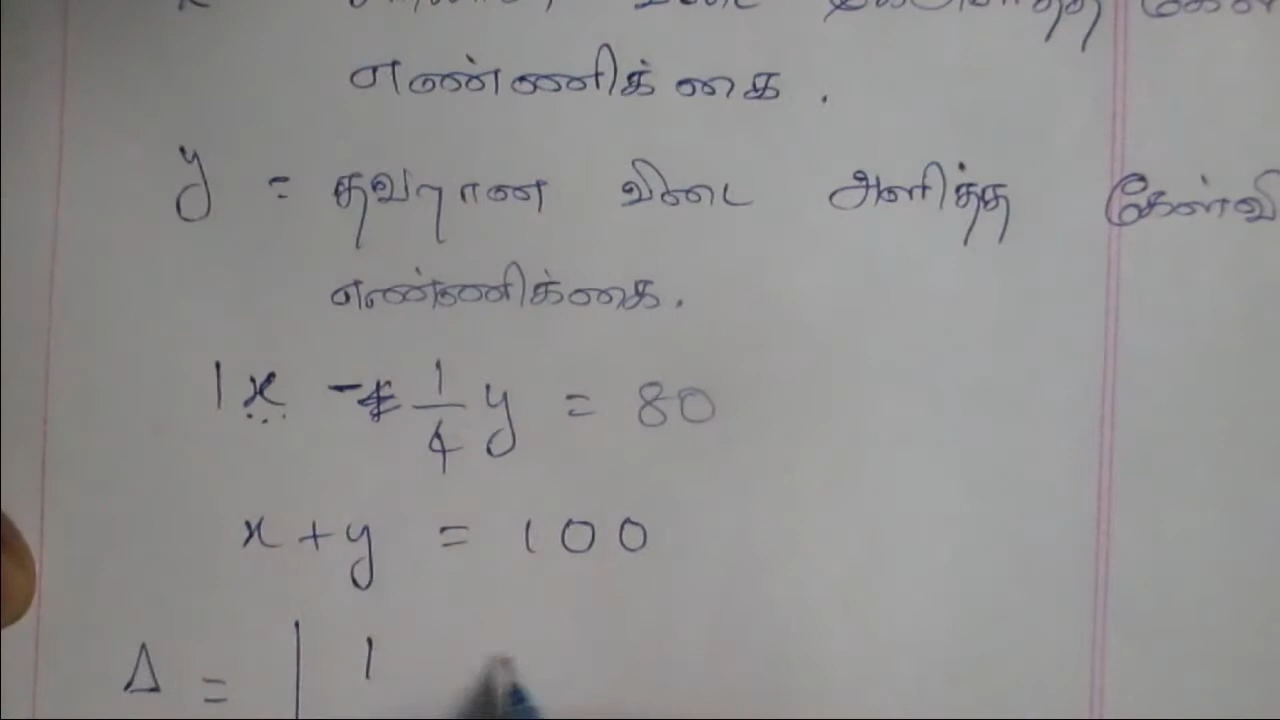 விடை
எண்ணிக்கை .
y = தவறான விடை அளித்த கேள்வி
எண்ணிக்கை .
1x - 1/4 y = 80
x + y = 100
Δ = | 1